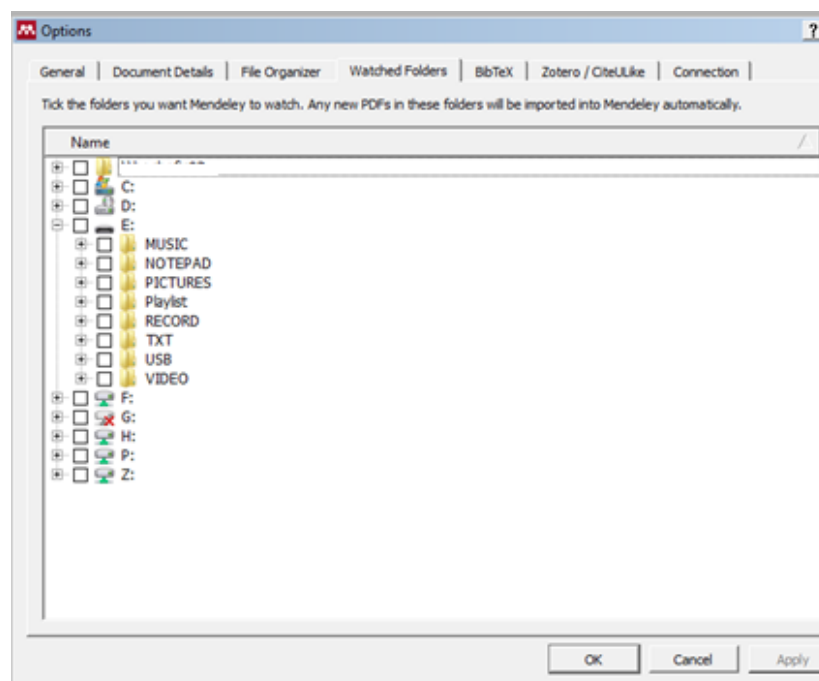 Options ?
General Document Details File Organizer Watched Folders BibTeX Zotero / CiteULike Connection
Tick the folders you want Mendeley to watch. Any new PDFs in these folders will be imported into Mendeley automatically.
Name
C:
D:
E:
MUSIC
NOTEPAD
PICTURES
Playlist
RECORD
TXT
USB
VIDEO
F:
G:
H:
P:
Z:
OK Cancel Apply